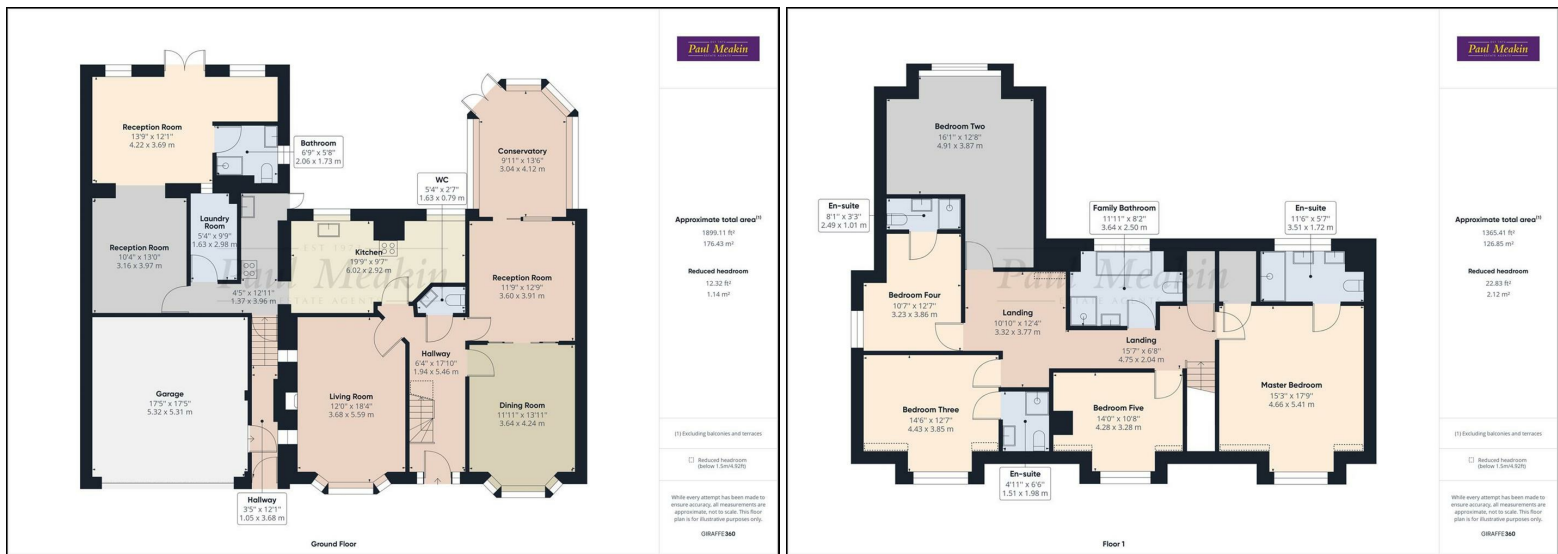 Paul Meakin
ESTATE AGENTS
Reception Room
13'9" x 12'1"
4.22 x 3.69 m
Bathroom
6'9" x 5'8"
2.06 x 1.73 m
Conservatory
9'11" x 13'6"
3.04 x 4.12 m
WC
5'4" x 2'7"
1.63 x 0.79 m
Laundry
Room
5'4" x 9'9"
1.63 x 2.98 m
Reception Room
10'4" x 13'0"
3.16 x 3.97 m
4'5" x 12'11"
1.37 x 3.96 m
EST 19
Kitchen
19'9" x 9'7"
6.02 x 2.92 m
Paul Meakin
ESTATE AGEN
Reception Room
11'9" x 12'9"
3.60 x 3.91 m
Hallway
6'4" x 17'10"
1.94 x 5.46 m
Garage
17'5" x 17'5"
5.32 x 5.31 m
Living Room
12'0" x 18'4"
3.68 x 5.59 m
Dining Room
11'11" x 13'11"
3.64 x 4.24 m
Hallway
3'5" x 12'1"
1.05 x 3.68 m
Ground Floor
Approximate total area(1)
1899.11 ft²
176.43 m²
Reduced headroom
12.32 ft²
1.14 m²
(1) Excluding balconies and terraces
Reduced headroom
(below 1.5m/4.92ft)
While every attempt has been made to
ensure accuracy, all measurements are
approximate, not to scale. This floor
plan is for illustrative purposes only.
GIRAFFE360
Paul Meakin
Bedroom Two
16'1" x 12'8"
4.91 x 3.87 m
En-suite
8'1" x 3'3"
2.49 x 1.01 m
Family Bathroom
11'11" x 8'2"
3.64 x 2.50 m
En-suite
11'6" x 5'7"
3.51 x 1.72 m
Paul Meakin
Bedroom Four
10'7" x 12'7"
3.23 x 3.86 m
Landing
10'10" x 12'4"
3.32 x 3.77 m
Landing
15'7" x 6'8"
4.75 x 2.04 m
Master Bedroom
15'3" x 17'9"
4.66 x 5.41 m
Bedroom Three
14'6" x 12'7"
4.43 x 3.85 m
Bedroom Five
14'0" x 10'8"
4.28 x 3.28 m
En-suite
4'11" x 6'6"
1.51 x 1.98 m
Floor 1
Approximate total area(1)
1365.41 ft²
126.85 m²
Reduced headroom
22.83 ft²
2.12 m²
(1) Excluding balconies and terraces
Reduced headroom
(below 1.5m/4.92ft)
While every attempt has been made to
ensure accuracy, all measurements are
approximate, not to scale. This floor
plan is for illustrative purposes only.
GIRAFFE360